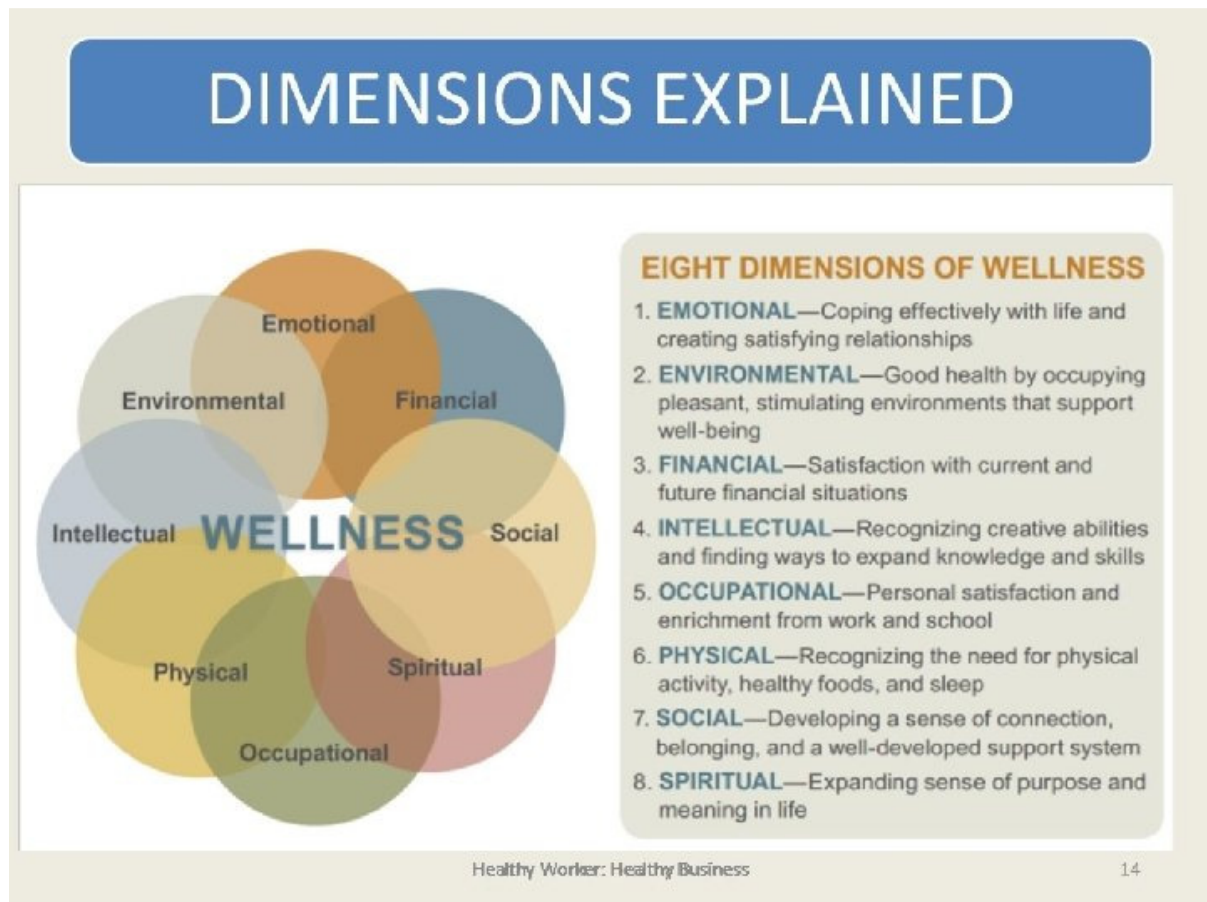 DIMENSIONS EXPLAINED
Emotional
Environmental
Financial
Intellectual
WELLNESS
Social
Physical
Spiritual
Occupational
EIGHT DIMENSIONS OF WELLNESS
1. EMOTIONAL—Coping effectively with life and
creating satisfying relationships
2. ENVIRONMENTAL—Good health by occupying
pleasant, stimulating environments that support
well-being
3. FINANCIAL—Satisfaction with current and
future financial situations
4. INTELLECTUAL—Recognizing creative abilities
and finding ways to expand knowledge and skills
5. OCCUPATIONAL—Personal satisfaction and
enrichment from work and school
6. PHYSICAL—Recognizing the need for physical
activity, healthy foods, and sleep
7. SOCIAL—Developing a sense of connection,
belonging, and a well-developed support system
8. SPIRITUAL—Expanding sense of purpose and
meaning in life
Healthy Worker: Healthy Business
14